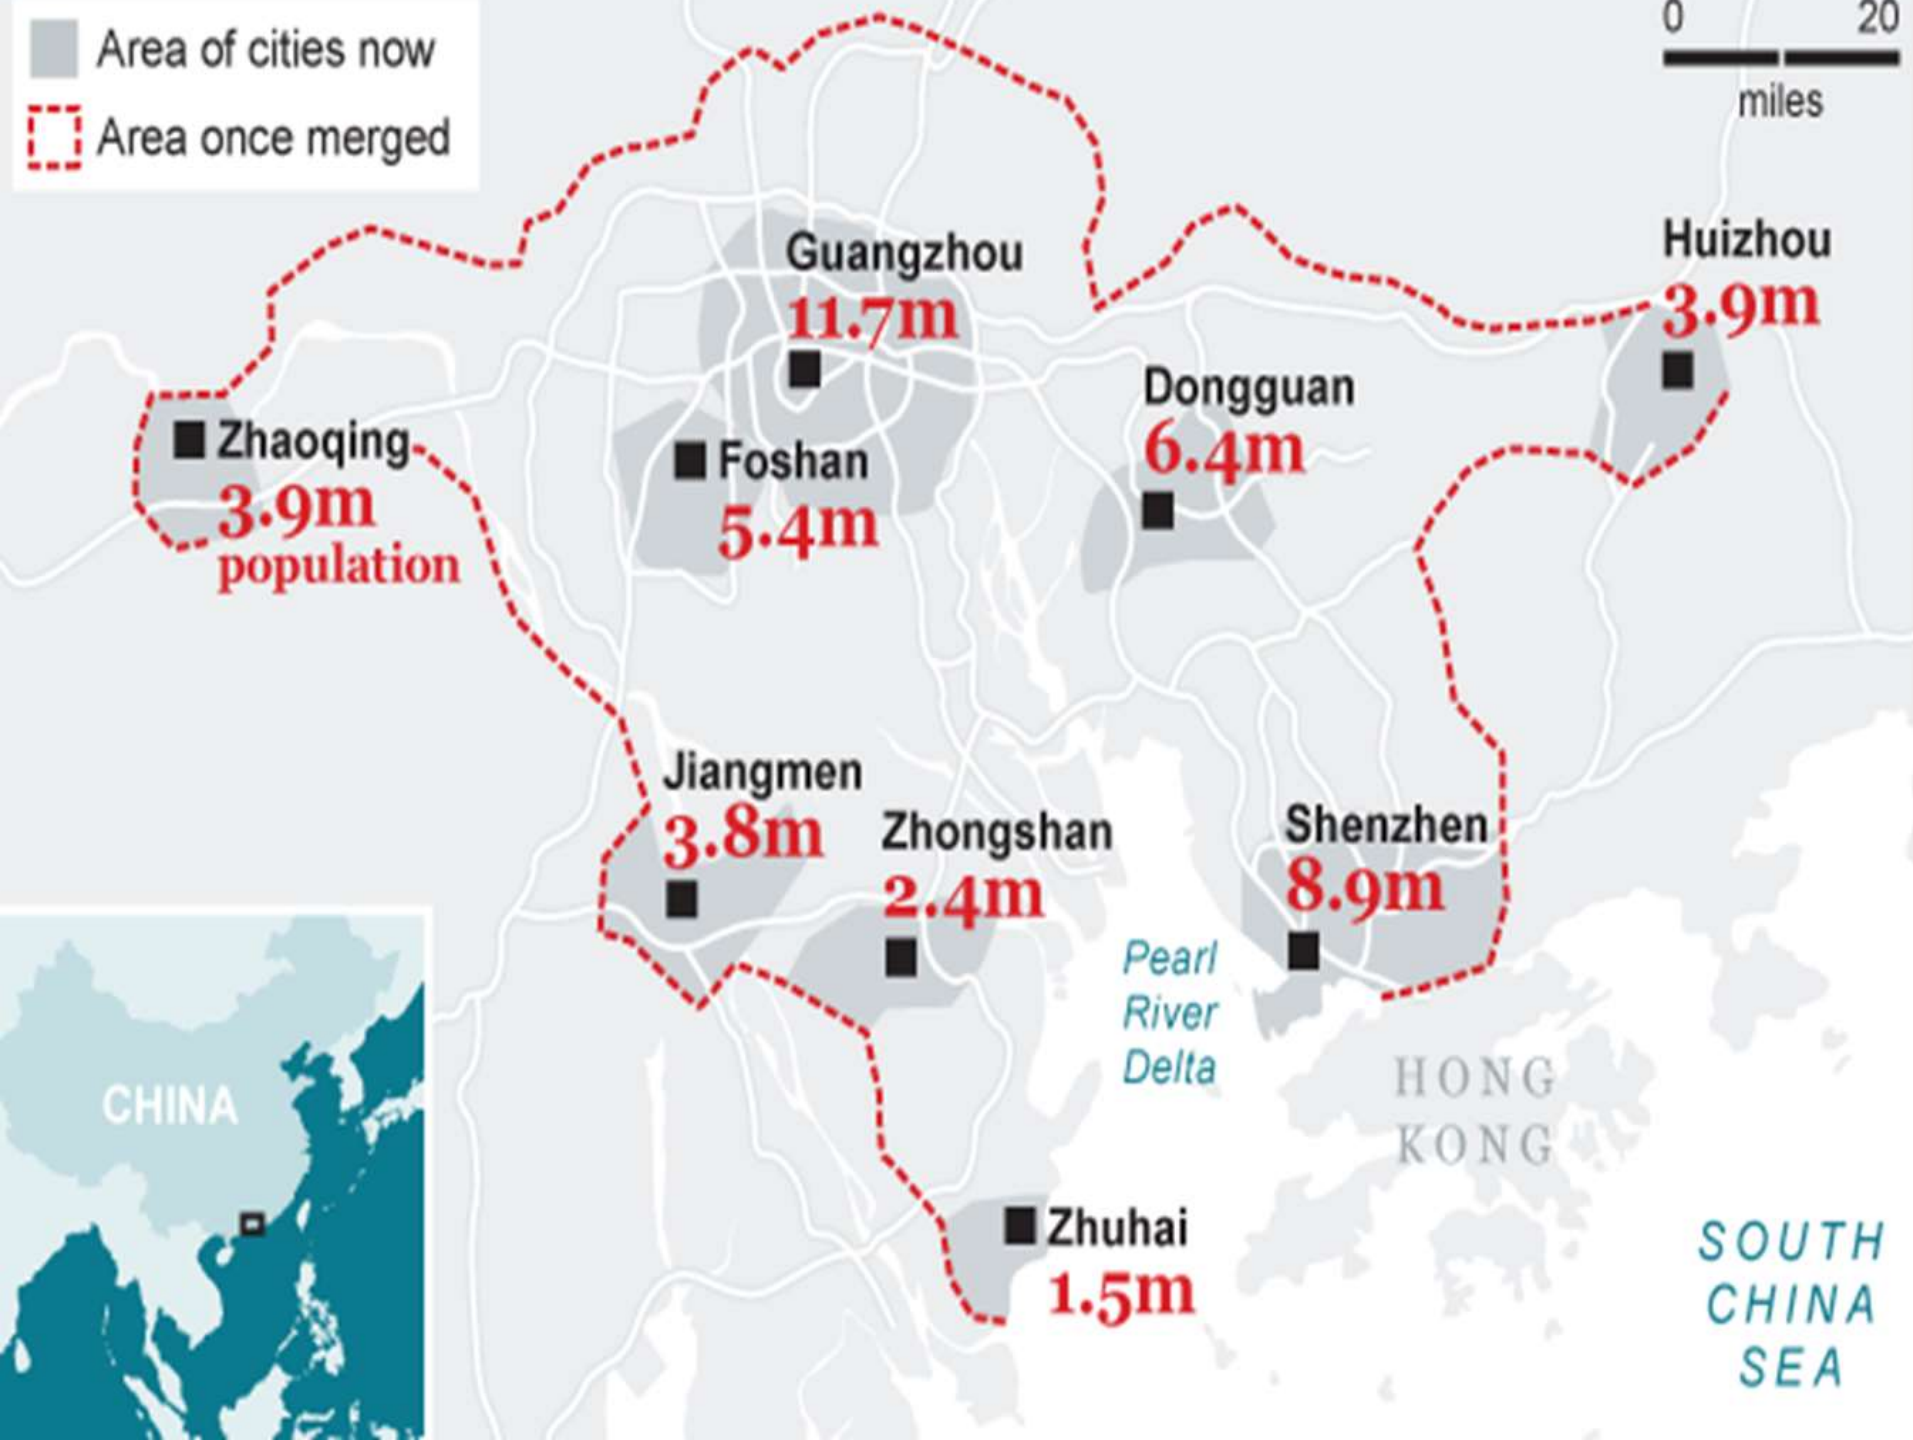 Area of cities now
Area once merged
0 20
miles
Guangzhou
11.7m
Huizhou
3.9m
Dongguan
6.4m
Zhaoqing
3.9m
population
Foshan
5.4m
Jiangmen
3.8m
Zhongshan
2.4m
Shenzhen
8.9m
Pearl
River
Delta
HONG
KONG
CHINA
Zhuhai
1.5m
SOUTH
CHINA
SEA